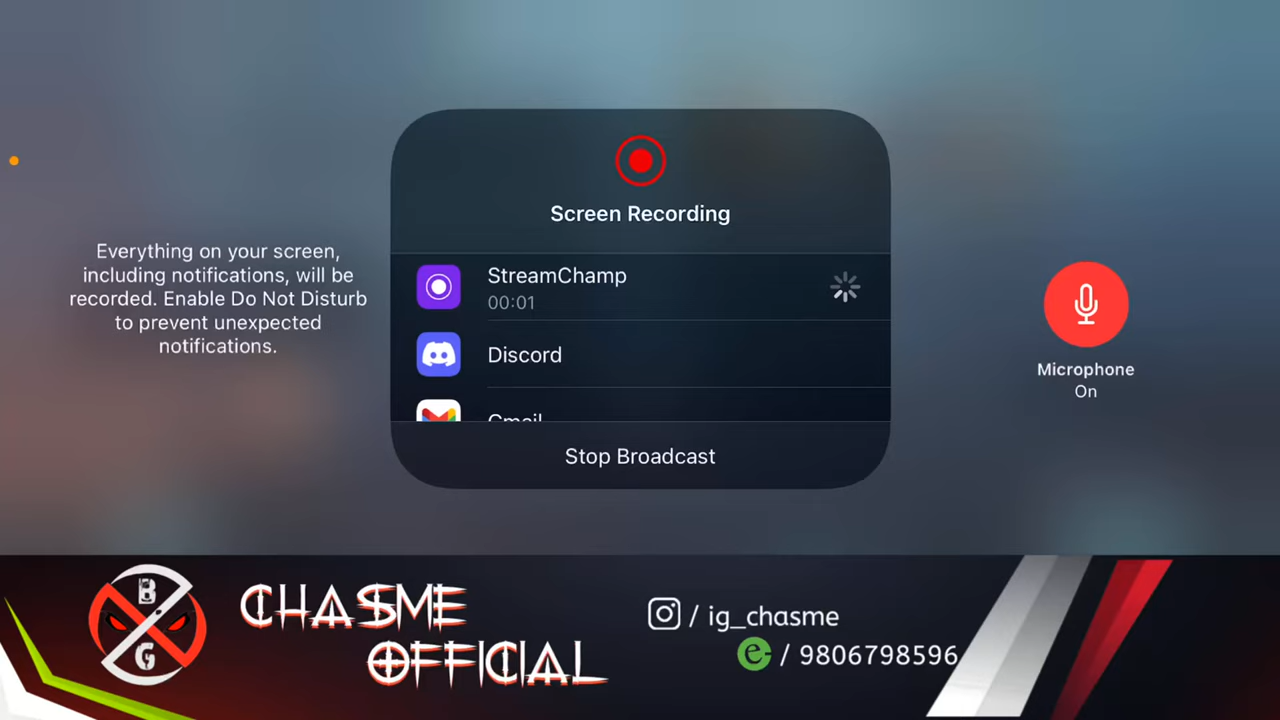 Screen Recording
Everything on your screen,
including notifications, will be
recorded. Enable Do Not Disturb
to prevent unexpected
notifications.
StreamChamp
00:01
Discord
Gmail
Stop Broadcast
Microphone
On
B
G
CHASME
OFFICIAL
/ ig_chasme
e / 9806798596